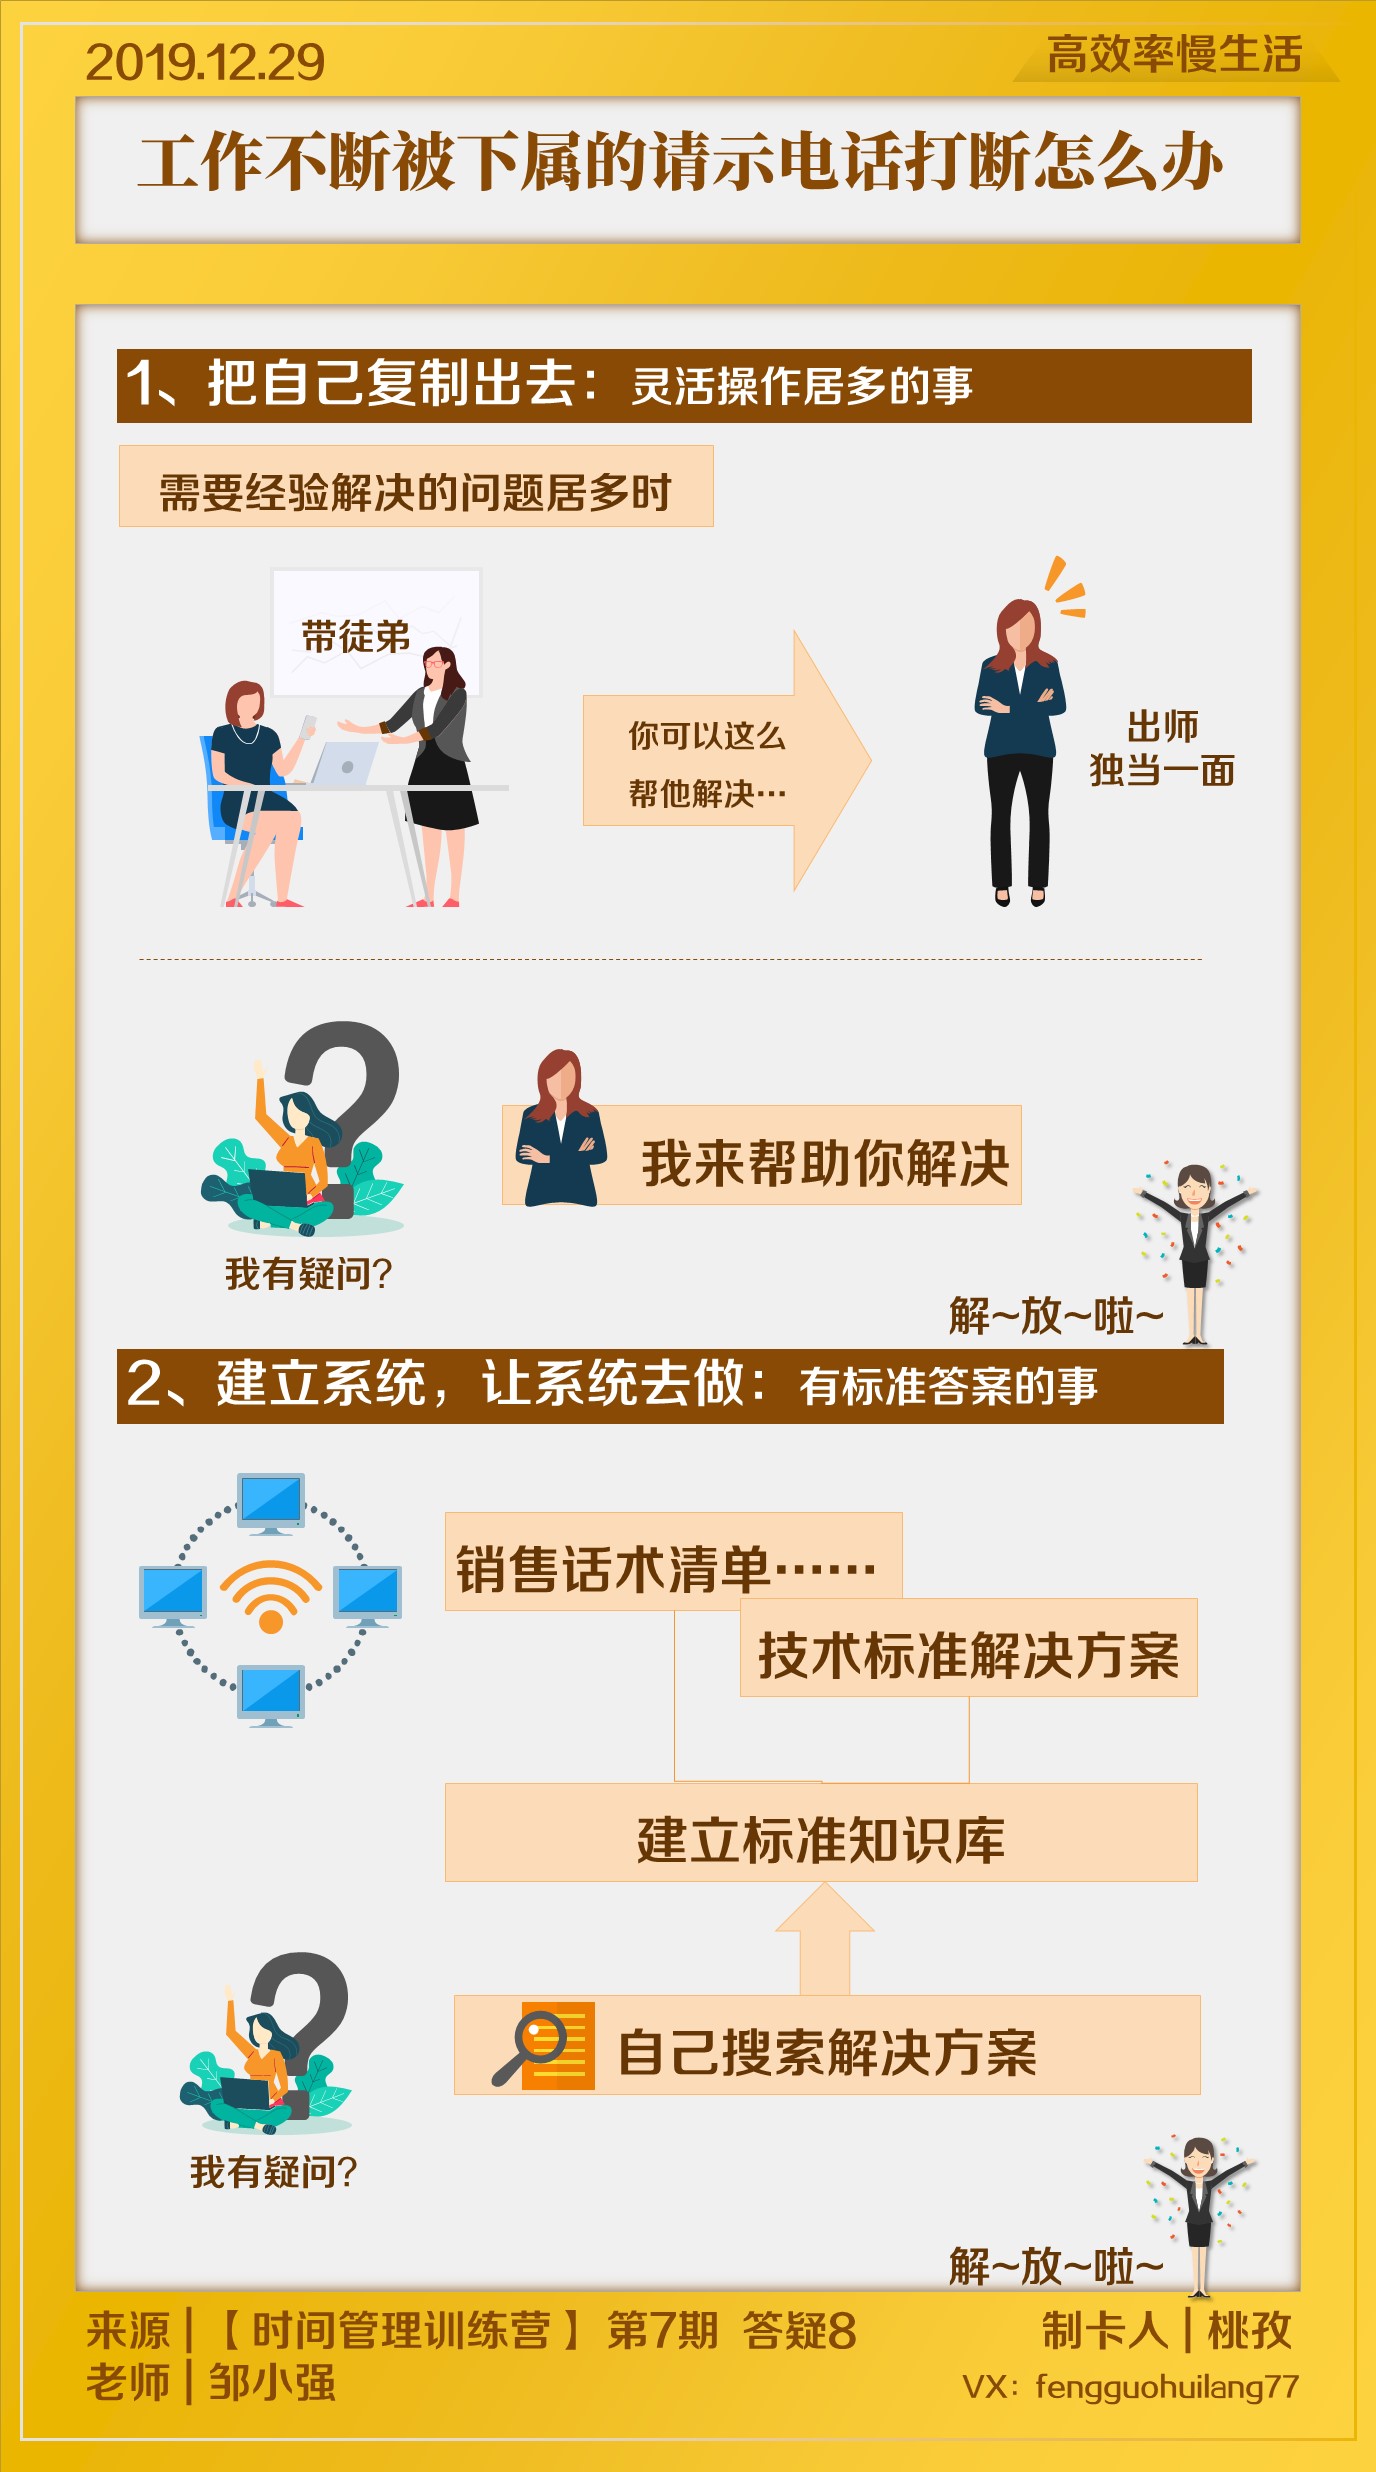 2019.12.29
高效率慢生活
工作不断被下属的请示电话打断怎么办
1、把自己复制出去：灵活操作居多的事
需要经验解决的问题居多时
带徒弟
你可以这么
帮他解决…
出师
独当一面
我来帮助你解决
我有疑问?
解~放~啦~
2、建立系统，让系统去做：有标准答案的事
销售话术清单……
技术标准解决方案
建立标准知识库
自己搜索解决方案
我有疑问?
解~放~啦~
来源|【时间管理训练营】第7期 答疑8
制卡人|桃孜
老师|邹小强
VX：fengguohuilang77